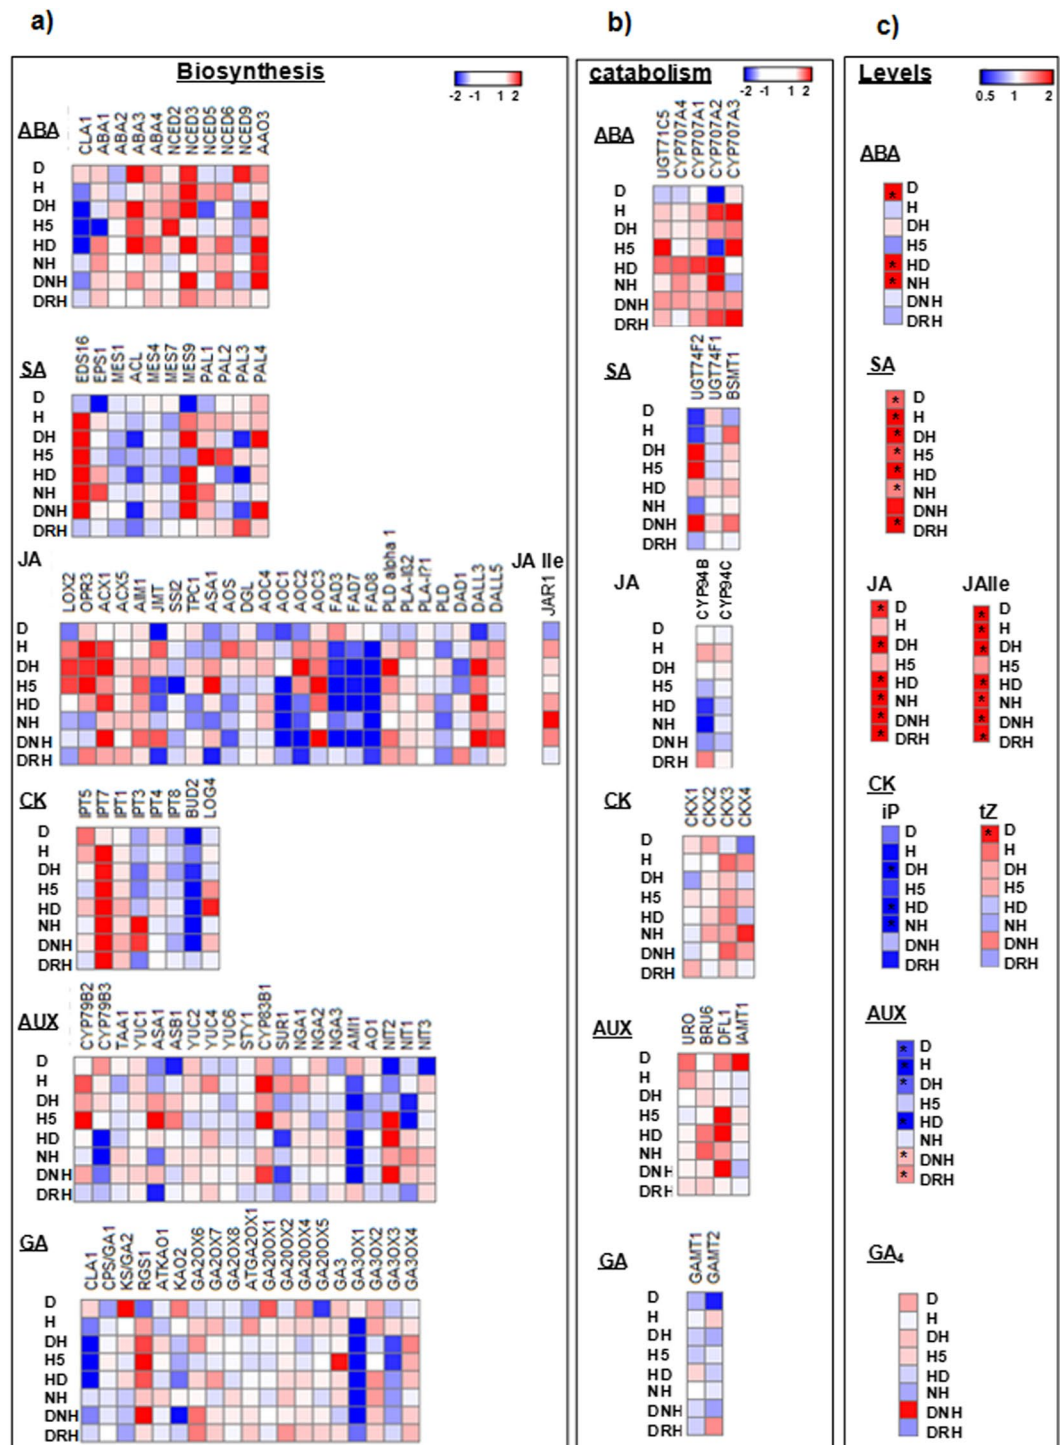 a)
b)
c)
Biosynthesis
-2 -1 1 2
catabolism
-2 -1 1 2
Levels
0.5 1 2
ABA
CLA1 ABA1 ABA2 ABA3 ABA4 NCED2 NCED3 NCED5 NCED6 NCED9 AAO3
D
H
DH
H5
HD
NH
DNH
DRH
ABA
UGT71C5 CYP707A4 CYP707A1 CYP707A2 CYP707A3
D
H
DH
H5
HD
NH
DNH
DRH
ABA
* D
H
DH
H5
* HD
* NH
DNH
DRH
SA
EDS16 EPS1 MES1 ACL MES4 MES7 MES9 PAL1 PAL2 PAL3 PAL4
D
H
DH
H5
HD
NH
DNH
DRH
SA
UGT74F2 UGT74F1 BSMT1
D
H
DH
H5
HD
NH
DNH
DRH
SA
* D
* H
* DH
* H5
* HD
* NH
DNH
* DRH
JA
LOX2 OPR3 ACX1 ACX5 AIM1 JMT SSI2 TPC1 ASA1 AOS DGL AOC4 AOC1 AOC2 AOC3 FAD3 FAD7 FAD8 PLD alpha 1 PLA-Iß2 PLA-I?1 PLD DAD1 DALL3 DALL5
JA Ile
JAR1
D
H
DH
H5
HD
NH
DNH
DRH
JA
CYP94B CYP94C
D
H
DH
H5
HD
NH
DNH
DRH
JA
* D
H
* DH
H5
* HD
* NH
* DNH
* DRH
JAIle
* D
* H
* DH
H5
* HD
* NH
* DNH
* DRH
CK
IPT5 IPT7 IPT1 IPT3 IPT4 IPT8 BUD2 LOG4
D
H
DH
H5
HD
NH
DNH
DRH
CK
CKX1 CKX2 CKX3 CKX4
D
H
DH
H5
HD
NH
DNH
DRH
CK
iP
D
H
* DH
H5
* HD
* NH
DNH
DRH
tZ
* D
H
DH
H5
HD
NH
DNH
DRH
AUX
CYP79B2 CYP79B3 TAA1 YUC1 ASA1 ASB1 YUC2 YUC4 YUC6 STY1 CYP83B1 SUR1 NGA1 NGA2 NGA3 AMI1 AO1 NIT2 NIT1 NIT3
D
H
DH
H5
HD
NH
DNH
DRH
AUX
URO BRU6 DFL1 IAMT1
D
H
DH
H5
HD
NH
DNH
DRH
AUX
* D
* H
* DH
H5
* HD
NH
* DNH
* DRH
GA
CLA1 CPS/GA1 KS/GA2 RGS1 ATKAO1 KAO2 GA2OX6 GA2OX7 GA2OX8 ATGA2OX1 GA20OX1 GA20OX2 GA20OX4 GA20OX5 GA3 GA3OX1 GA3OX2 GA3OX3 GA3OX4
D
H
DH
H5
HD
NH
DNH
DRH
GA
GAMT1 GAMT2
D
H
DH
H5
HD
NH
DNH
DRH
GA4
D
H
DH
H5
HD
NH
DNH
DRH